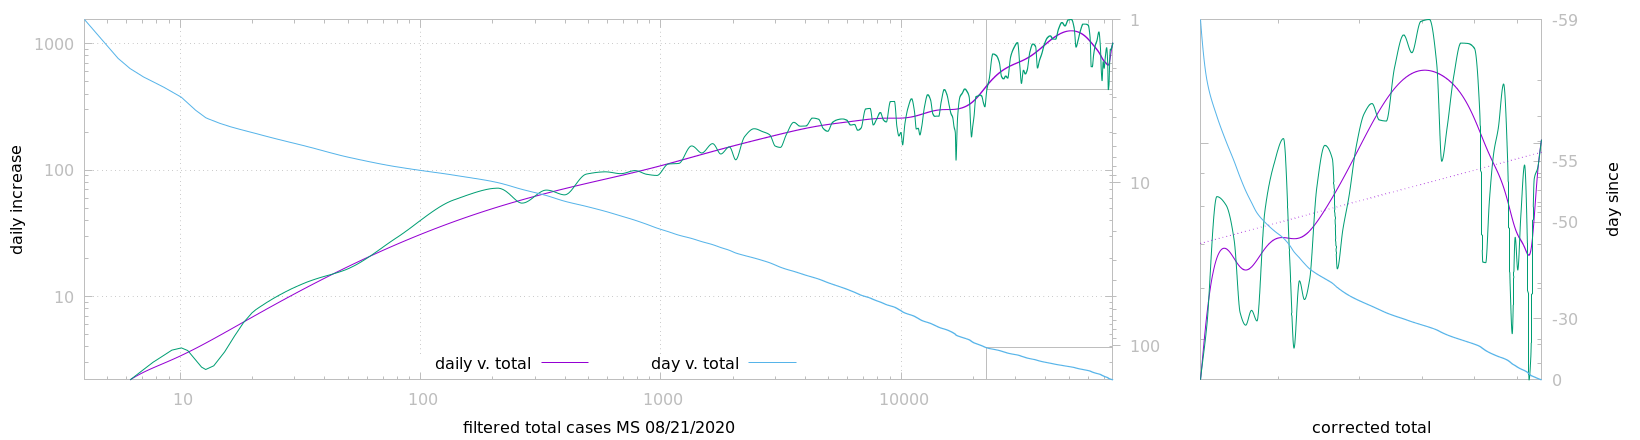 1000
100
10
daily increase
1
10
100
daily v. total
day v. total
10
100
1000
10000
filtered total cases MS 08/21/2020
-59
-55
-50
-30
0
day since
corrected total